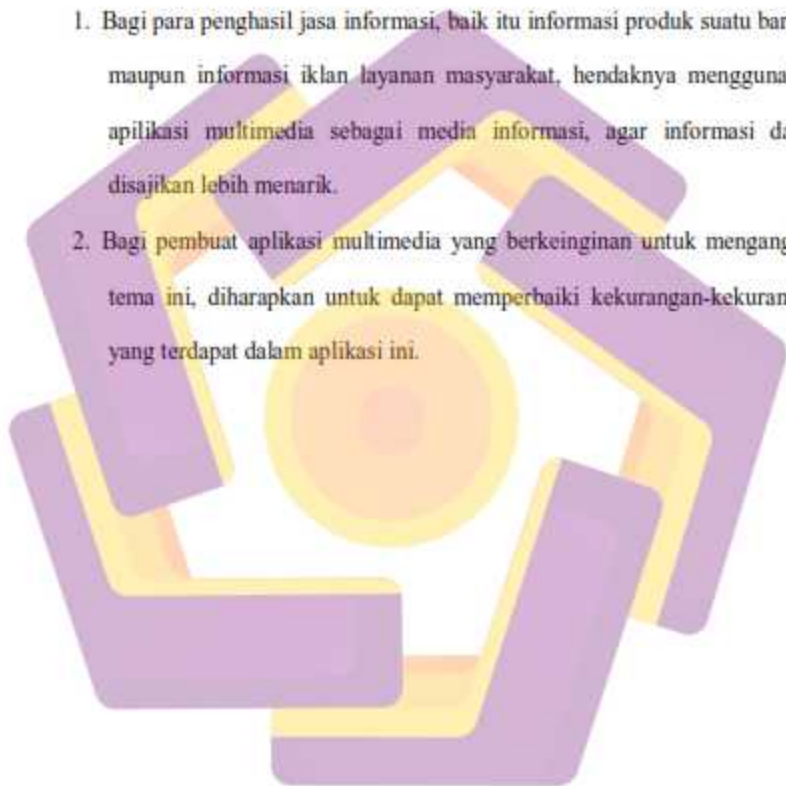 1. Bagi para penghasil jasa informasi, baik itu informasi produk suatu bar
maupun informasi iklan layanan masyarakat, hendaknya mengguna
apilikasi multimedia sebagai media informasi, agar informasi da
disajikan lebih menarik.
2. Bagi pembuat aplikasi multimedia yang berkeinginan untuk mengang
tema ini, diharapkan untuk dapat memperbaiki kekurangan-kekuran
yang terdapat dalam aplikasi ini.